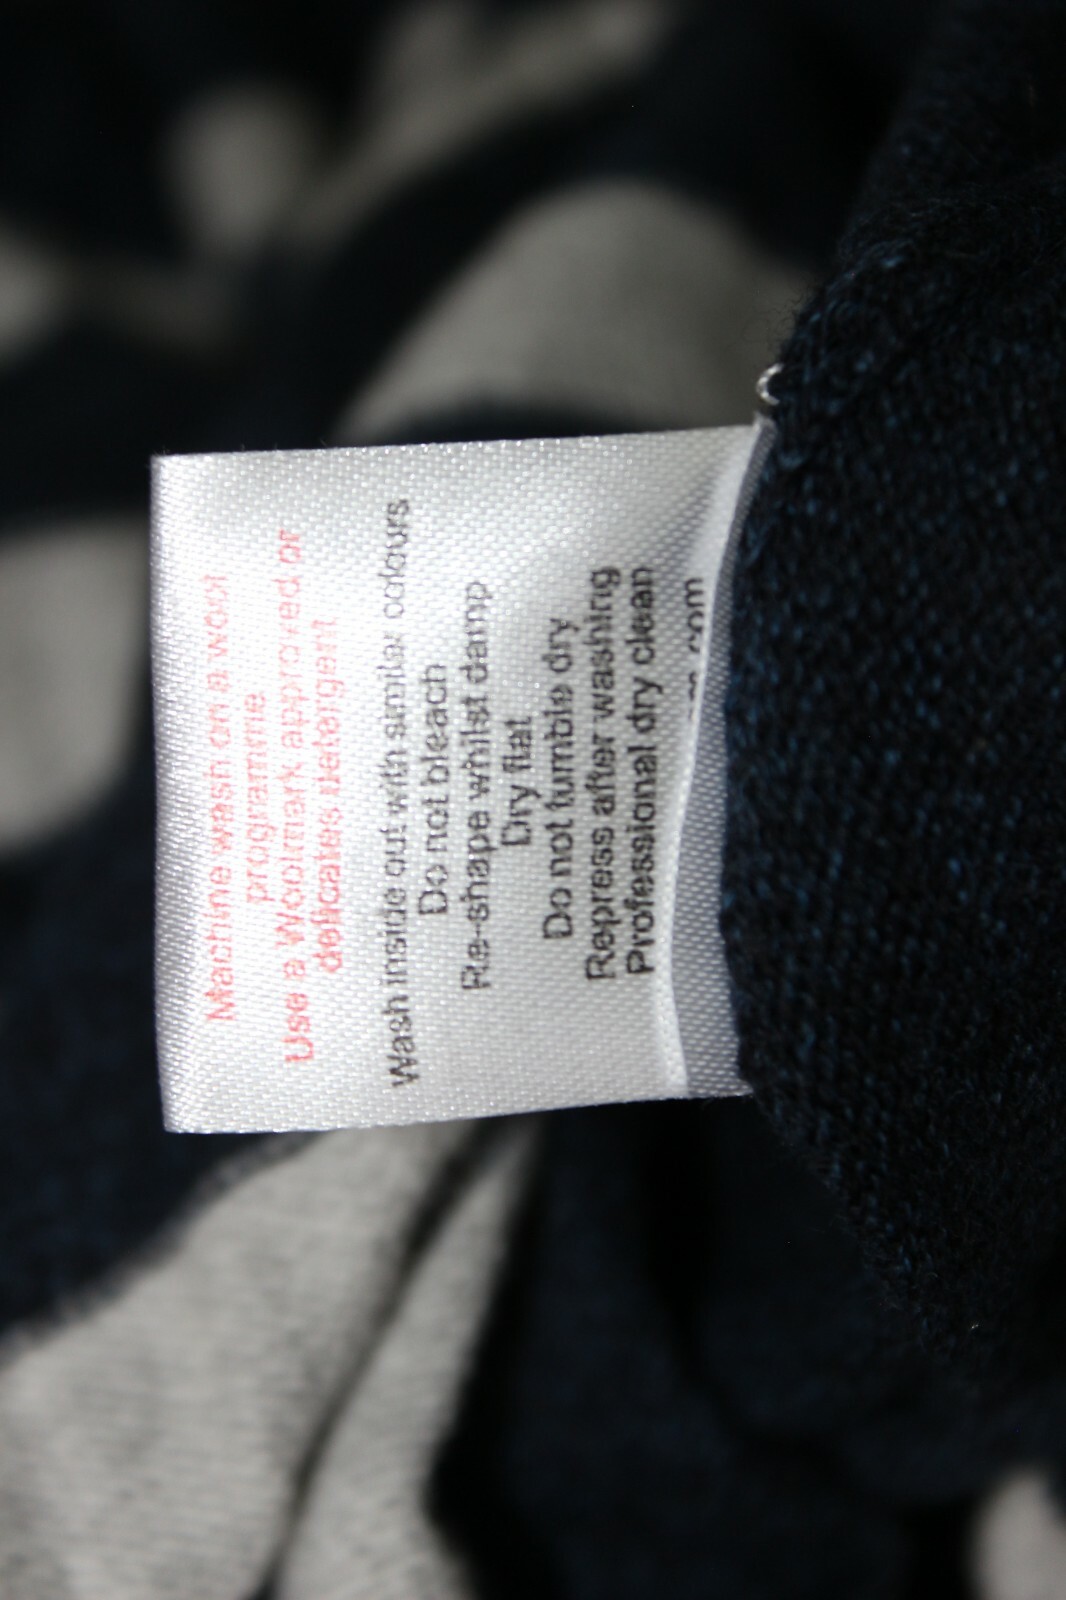 Machine wash on a wool
programme
Use a Woolmark approved or
delicates detergent
Wash inside out with similar colours
Do not bleach
Re-shape whilst damp
Dry flat
Do not tumble dry
Repress after washing
Professional dry clean